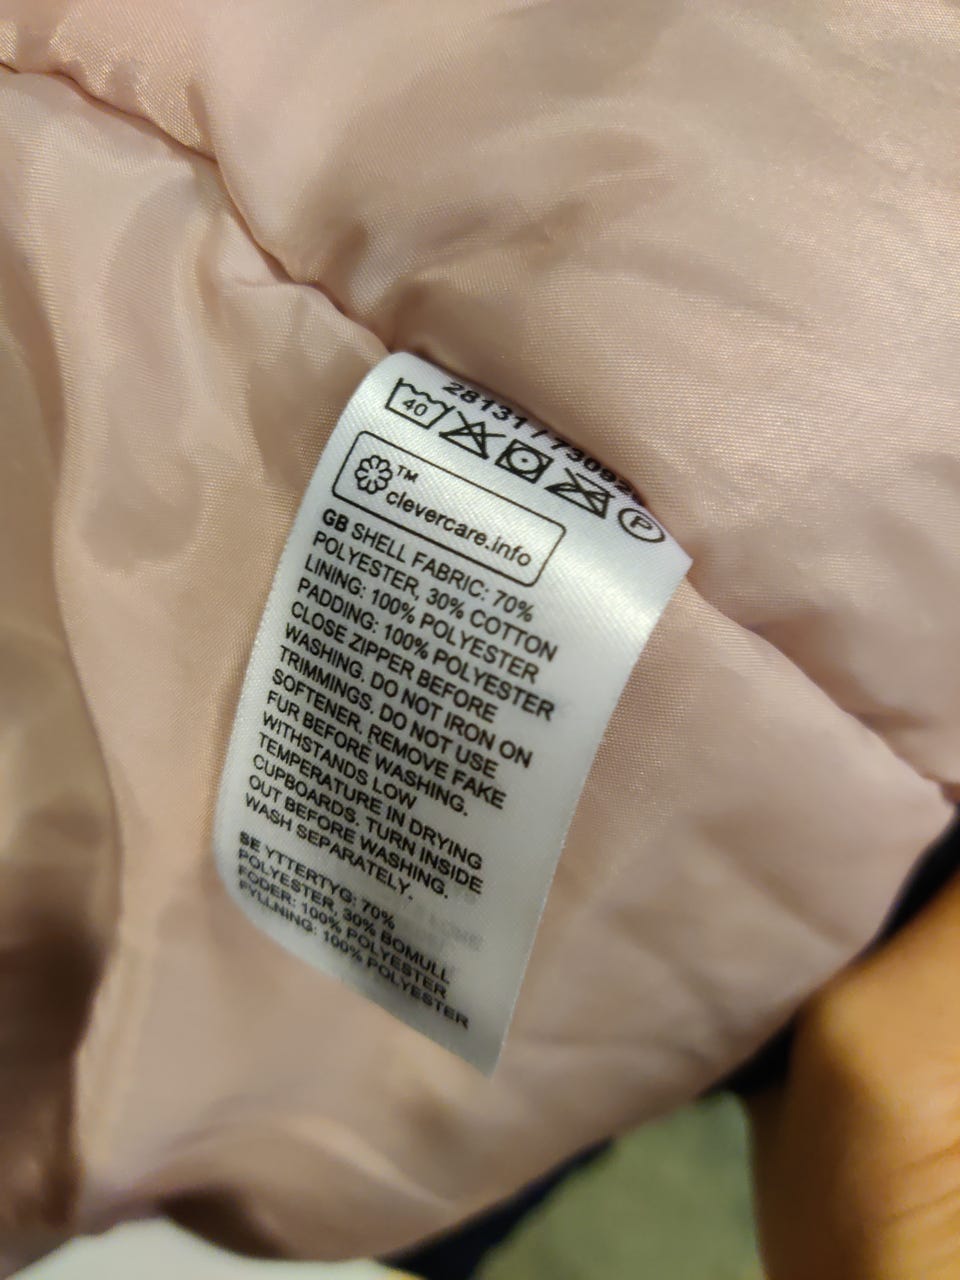 28131 / 73092
40
P
TM
clevercare.info
GB SHELL FABRIC: 70%
POLYESTER, 30% COTTON
LINING: 100% POLYESTER
PADDING: 100% POLYESTER
CLOSE ZIPPER BEFORE
WASHING. DO NOT IRON ON
TRIMMINGS. DO NOT USE
SOFTENER. REMOVE FAKE
FUR BEFORE WASHING.
WITHSTANDS LOW
TEMPERATURE IN DRYING
CUPBOARDS. TURN INSIDE
OUT BEFORE WASHING.
WASH SEPARATELY.
SE YTTERTYG: 70%
POLYESTER, 30% BOMULL
FODER: 100% POLYESTER
FYLLNING: 100% POLYESTER